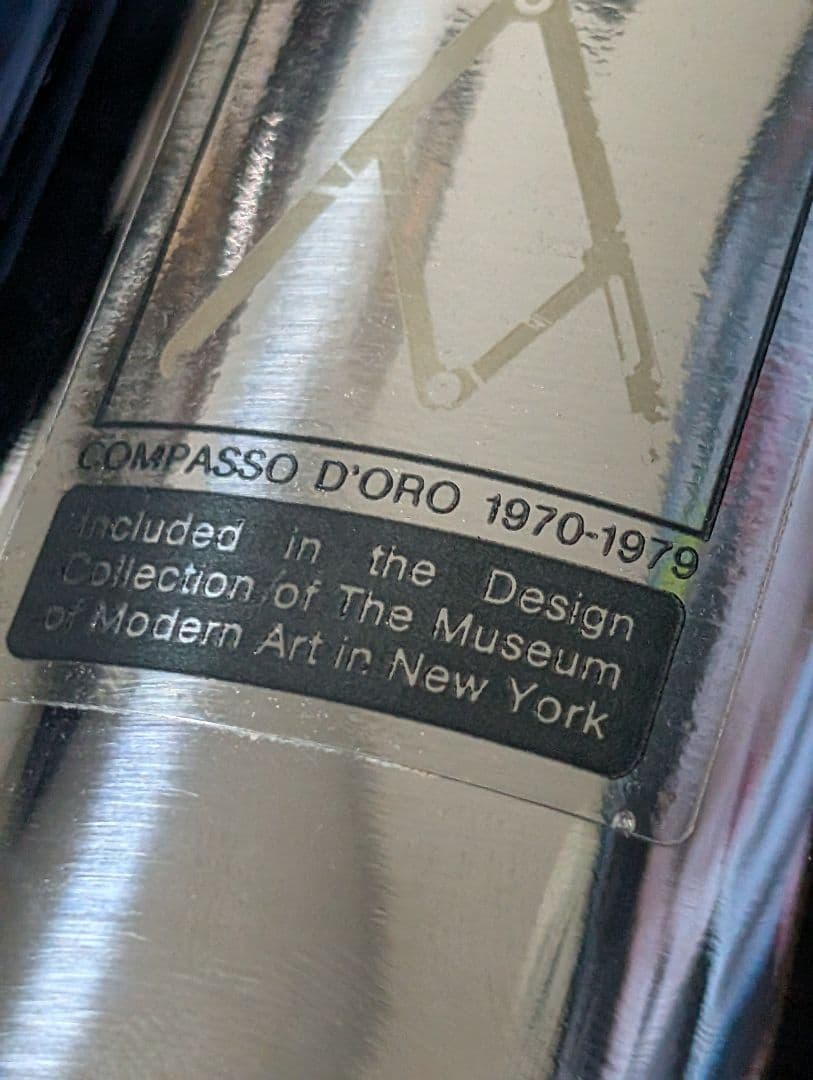 COMPASSO D'ORO 1970-1979
Included in the Design
Collection of The Museum
of Modern Art in New York